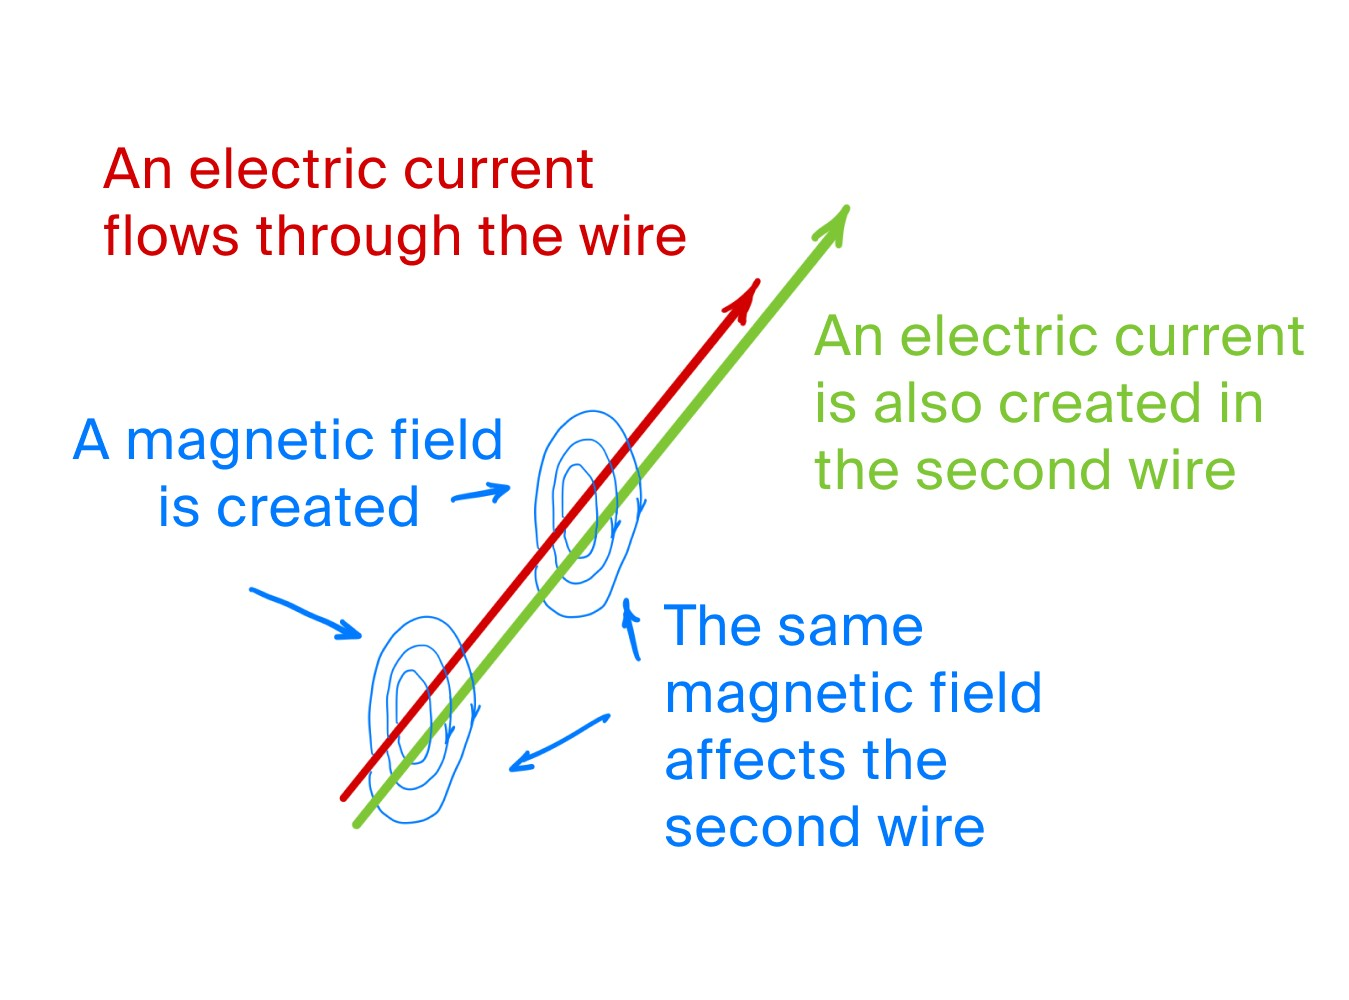 An electric current
flows through the wire
An electric current
is also created in
the second wire
A magnetic field
is created
The same
magnetic field
affects the
second wire